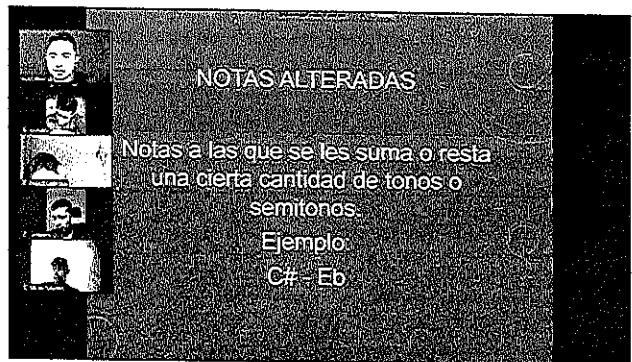 NOTAS ALTERADAS
Notas a las que se les suma o resta
una cierta cantidad de tonos o
semitonos.
Ejemplo:
C# - Eb